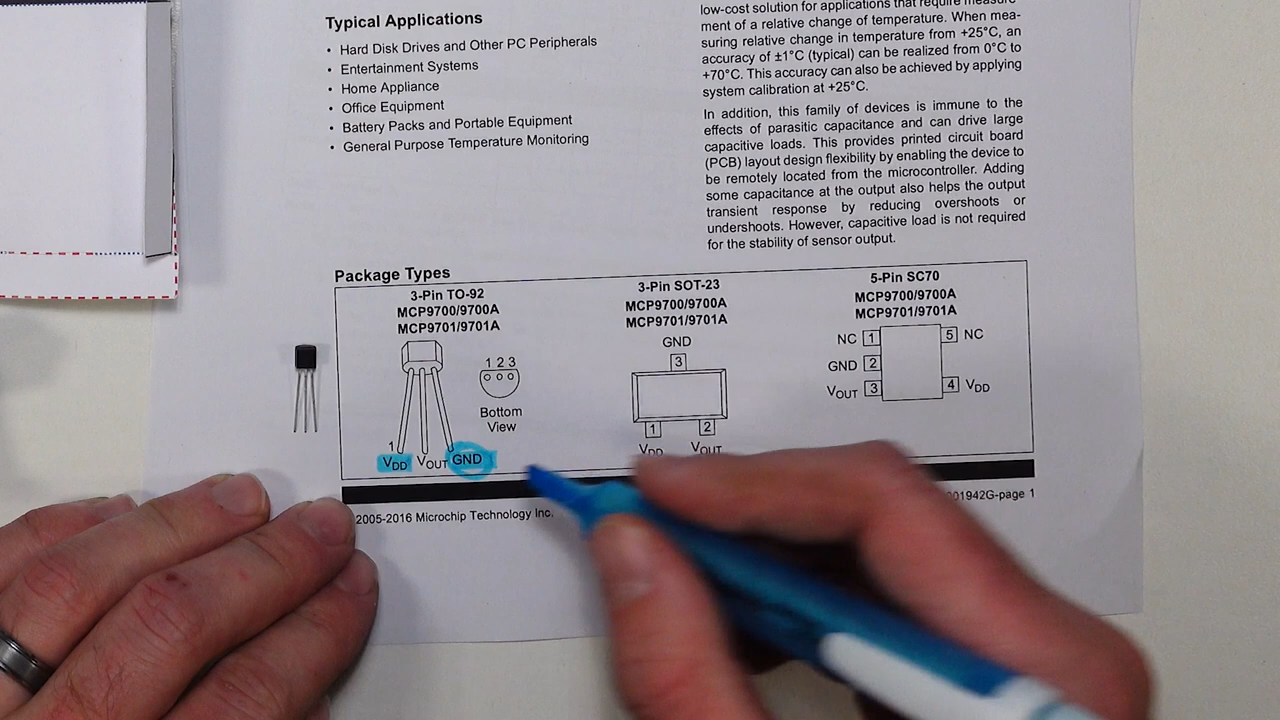 Typical Applications
• Hard Disk Drives and Other PC Peripherals
• Entertainment Systems
• Home Appliance
• Office Equipment
• Battery Packs and Portable Equipment
• General Purpose Temperature Monitoring
low-cost solution for applications that require measure-
ment of a relative change of temperature. When mea-
suring relative change in temperature from +25°C, an
accuracy of ±1°C (typical) can be realized from 0°C to
+70°C. This accuracy can also be achieved by applying
system calibration at +25°C.
In addition, this family of devices is immune to the
effects of parasitic capacitance and can drive large
capacitive loads. This provides printed circuit board
(PCB) layout design flexibility by enabling the device to
be remotely located from the microcontroller. Adding
some capacitance at the output also helps the output
transient response by reducing overshoots or
undershoots. However, capacitive load is not required
for the stability of sensor output.
Package Types
3-Pin TO-92
MCP9700/9700A
MCP9701/9701A
1 2 3
Bottom
View
1
VDD VOUT GND
3-Pin SOT-23
MCP9700/9700A
MCP9701/9701A
GND
3
1 2
VDD VOUT
5-Pin SC70
MCP9700/9700A
MCP9701/9701A
NC 1 5 NC
GND 2
VOUT 3 4 VDD
2005-2016 Microchip Technology Inc.
001942G-page 1